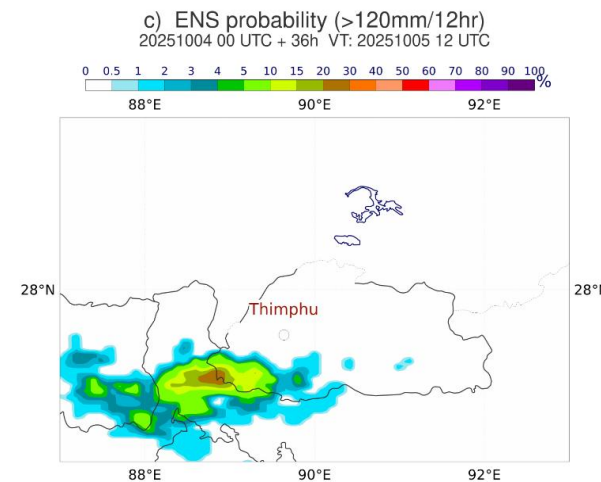 c) ENS probability (>120mm/12hr)
20251004 00 UTC + 36h VT: 20251005 12 UTC
0 0.5 1 2 3 4 5 10 15 20 30 40 50 60 70 80 90 100 %
88°E 90°E 92°E
28°N 28°
Thimphu
88°E 90°E 92°E